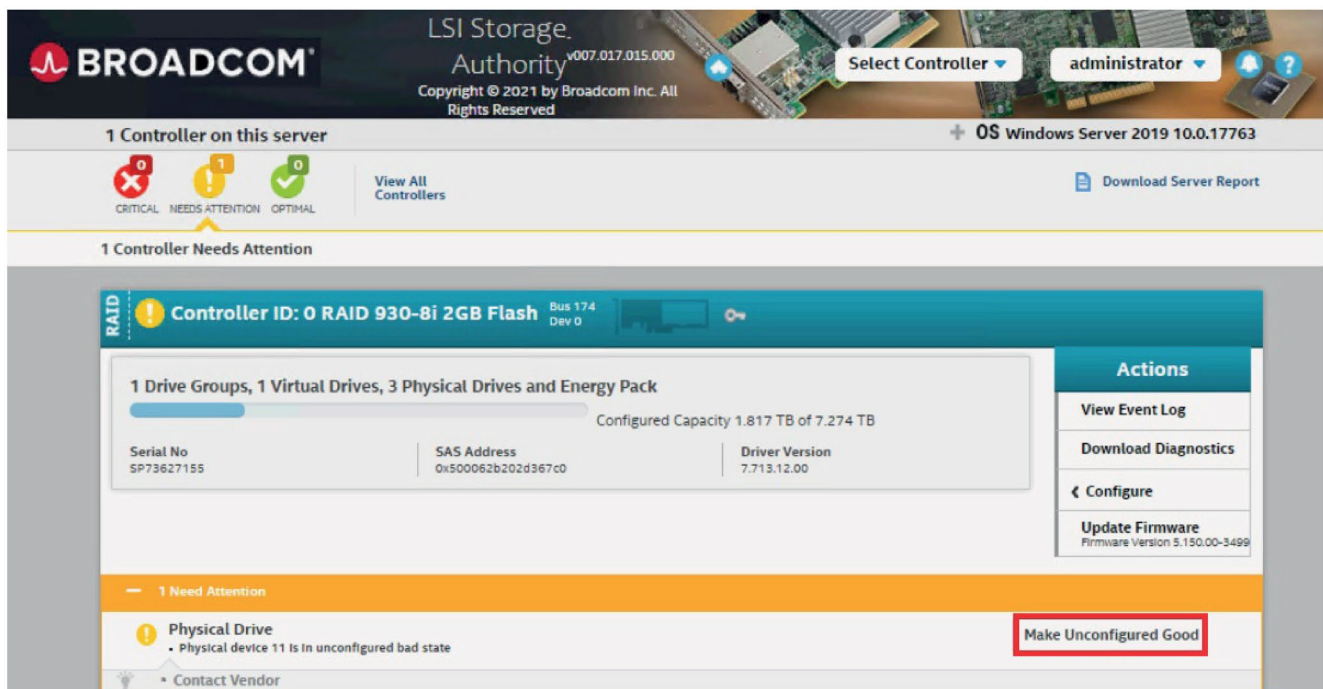 BROADCOM®
LSI Storage
Authority v007.017.015.000
Copyright © 2021 by Broadcom Inc. All
Rights Reserved
Select Controller
administrator
?
1 Controller on this server
OS Windows Server 2019 10.0.17763
0
1
0
CRITICAL
NEEDS ATTENTION
OPTIMAL
View All
Controllers
Download Server Report
1 Controller Needs Attention
RAID
Controller ID: 0 RAID 930-8i 2GB Flash
Bus 174
Dev 0
1 Drive Groups, 1 Virtual Drives, 3 Physical Drives and Energy Pack
Configured Capacity 1.817 TB of 7.274 TB
Serial No
SP73627155
SAS Address
0x500062b202d367c0
Driver Version
7.713.12.00
Actions
View Event Log
Download Diagnostics
Configure
Update Firmware
Firmware Version 5.150.00-3499
1 Need Attention
Physical Drive
• Physical device 11 is in unconfigured bad state
Make Unconfigured Good
• Contact Vendor